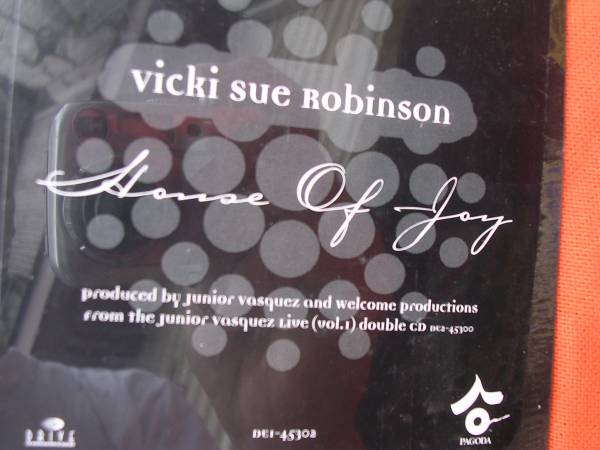 vicki sue Robinson
House Of Joy
produced by Junior vasquez and welcome productions
from the Junior vasquez Live (vol.1) double CD DE2-45300
DRIVE
DE1-45302
PAGODA